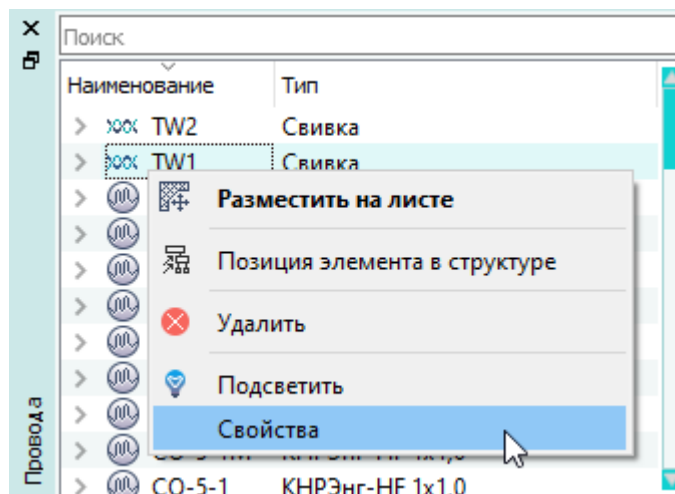 Поиск
Наименование Тип
TW2 Свивка
TW1 Свивка
Разместить на листе
Позиция элемента в структуре
Удалить
Подсветить
Свойства
CO-5-1 КНРЭнг-HF 1x1,0
Провода